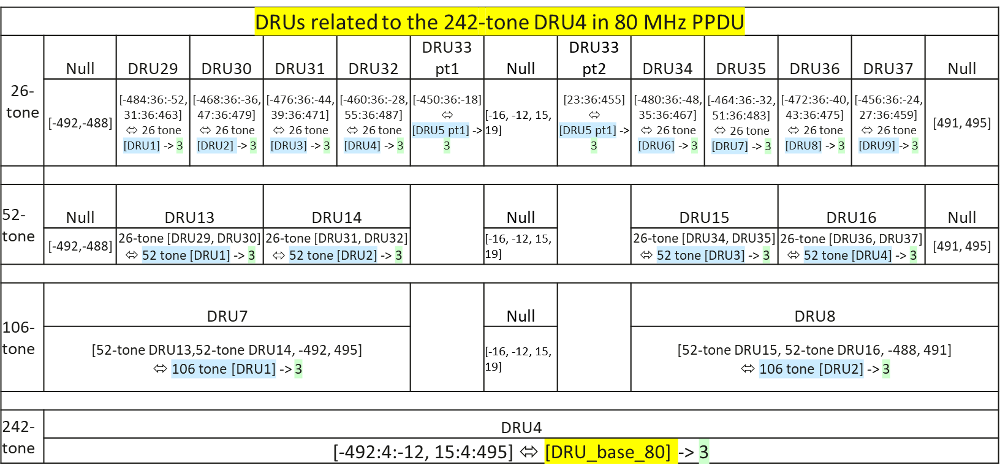 DRUs related to the 242-tone DRU4 in 80 MHz PPDU
26-
tone
Null
DRU29
DRU30
DRU31
DRU32
DRU33
pt1
Null
DRU33
pt2
DRU34
DRU35
DRU36
DRU37
Null
[-492,-488]
[-484:36:-52,
31:36:463]
⬄ 26 tone
[DRU1] -> 3
[-468:36:-36,
47:36:479]
⬄ 26 tone
[DRU2] -> 3
[-476:36:-44,
39:36:471]
⬄ 26 tone
[DRU3] -> 3
[-460:36:-28,
55:36:487]
⬄ 26 tone
[DRU4] -> 3
[-450:36:-18]
⬄
[DRU5 pt1] ->
3
[-16, -12, 15,
19]
[23:36:455]
⬄
[DRU5 pt1] ->
3
[-480:36:-48,
35:36:467]
⬄ 26 tone
[DRU6] -> 3
[-464:36:-32,
51:36:483]
⬄ 26 tone
[DRU7] -> 3
[-472:36:-40,
43:36:475]
⬄ 26 tone
[DRU8] -> 3
[-456:36:-24,
27:36:459]
⬄ 26 tone
[DRU9] -> 3
[491, 495]
52-
tone
Null
DRU13
DRU14
Null
DRU15
DRU16
Null
[-492,-488]
26-tone [DRU29, DRU30]
⬄ 52 tone [DRU1] -> 3
26-tone [DRU31, DRU32]
⬄ 52 tone [DRU2] -> 3
[-16, -12, 15,
19]
26-tone [DRU34, DRU35]
⬄ 52 tone [DRU3] -> 3
26-tone [DRU36, DRU37]
⬄ 52 tone [DRU4] -> 3
[491, 495]
106-
tone
DRU7
Null
DRU8
[52-tone DRU13,52-tone DRU14, -492, 495]
⬄ 106 tone [DRU1] -> 3
[-16, -12, 15,
19]
[52-tone DRU15, 52-tone DRU16, -488, 491]
⬄ 106 tone [DRU2] -> 3
242-
tone
DRU4
[-492:4:-12, 15:4:495] ⬄ [DRU_base_80] -> 3